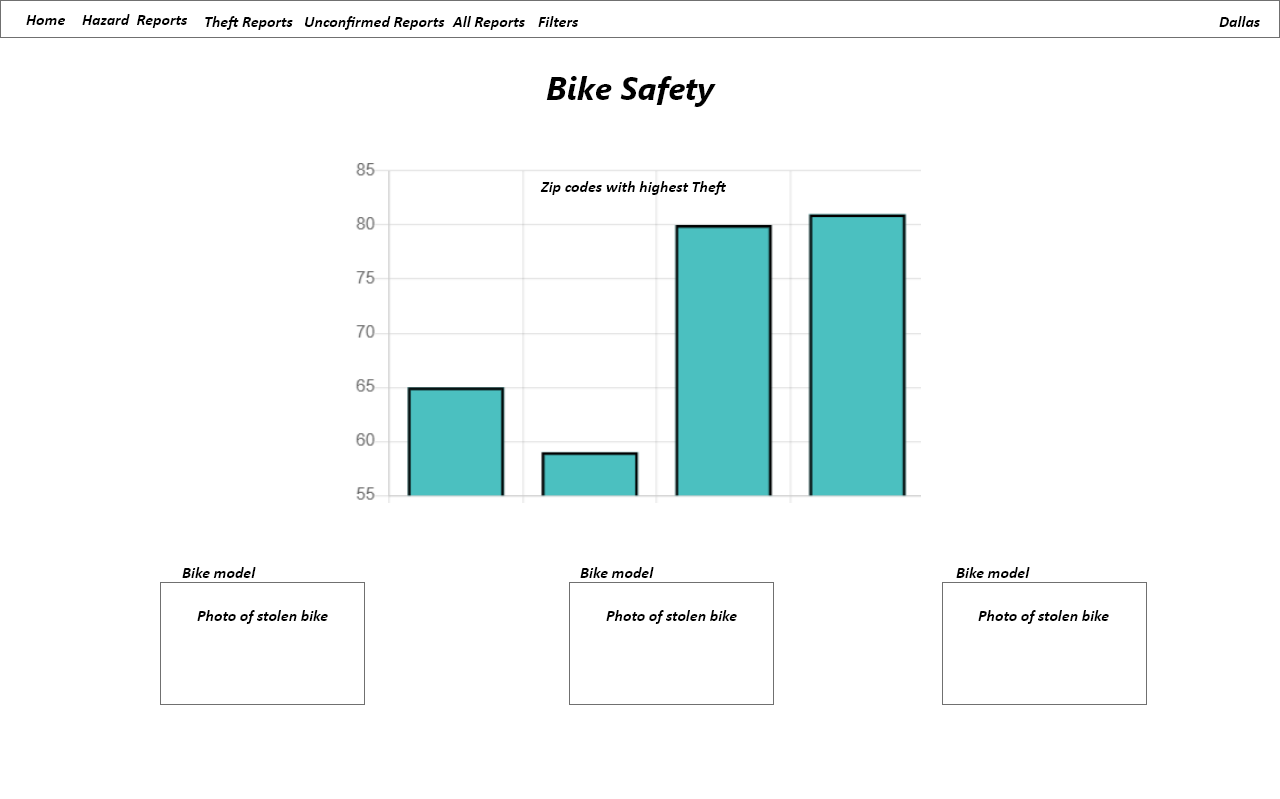 Home Hazard Reports Theft Reports Unconfirmed Reports All Reports Filters Dallas
Bike Safety
85
Zip codes with highest Theft
80
75
70
65
60
55
Bike model Bike model Bike model
Photo of stolen bike Photo of stolen bike Photo of stolen bike